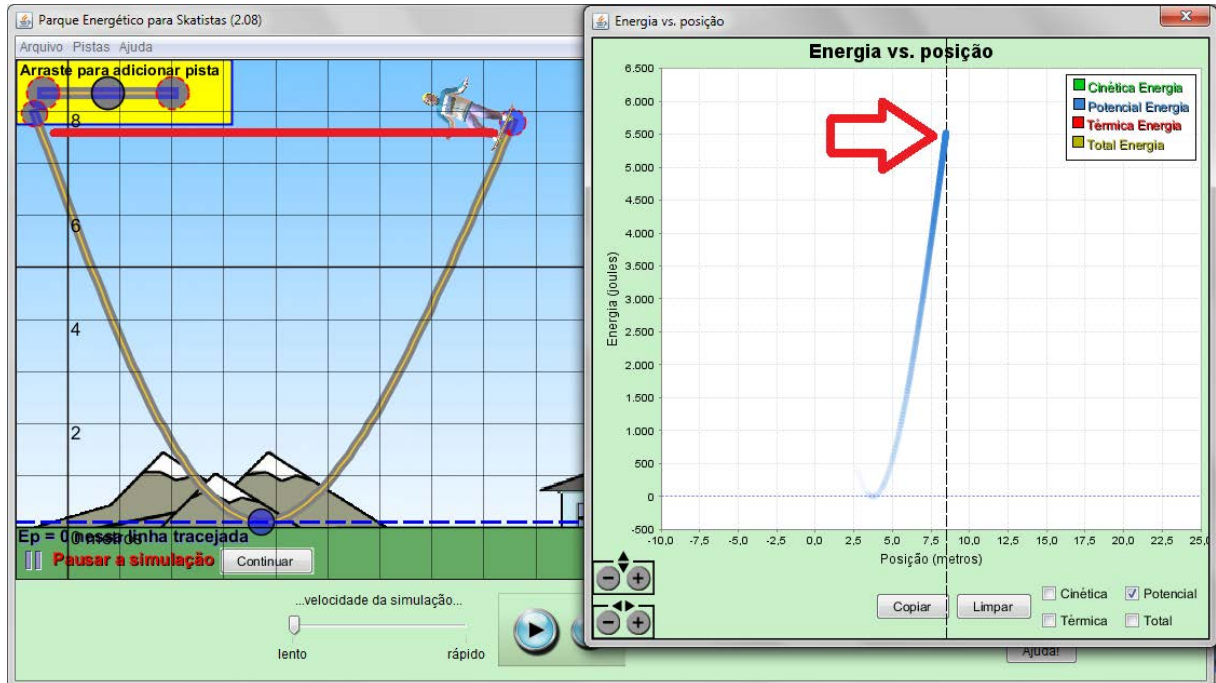 Parque Energético para Skatistas (2.08)
Arquivo Pistas Ajuda
Arraste para adicionar pista
8
6
4
2
Ep = 0 nessa linha tracejada
0 metros
Pausar a simulação
Continuar
...velocidade da simulação...
lento
rápido
Ajuda!
Energia vs. posição
Energia vs. posição
Cinética Energia
Potencial Energia
Térmica Energia
Total Energia
Energia (joules)
6.500
6.000
5.500
5.000
4.500
4.000
3.500
3.000
2.500
2.000
1.500
1.000
500
0
-500
-10,0 -7,5 -5,0 -2,5 0,0 2,5 5,0 7,5 10,0 12,5 15,0 17,5 20,0 22,5 25,0
Posição (metros)
Copiar
Limpar
Cinética
Potencial
Térmica
Total